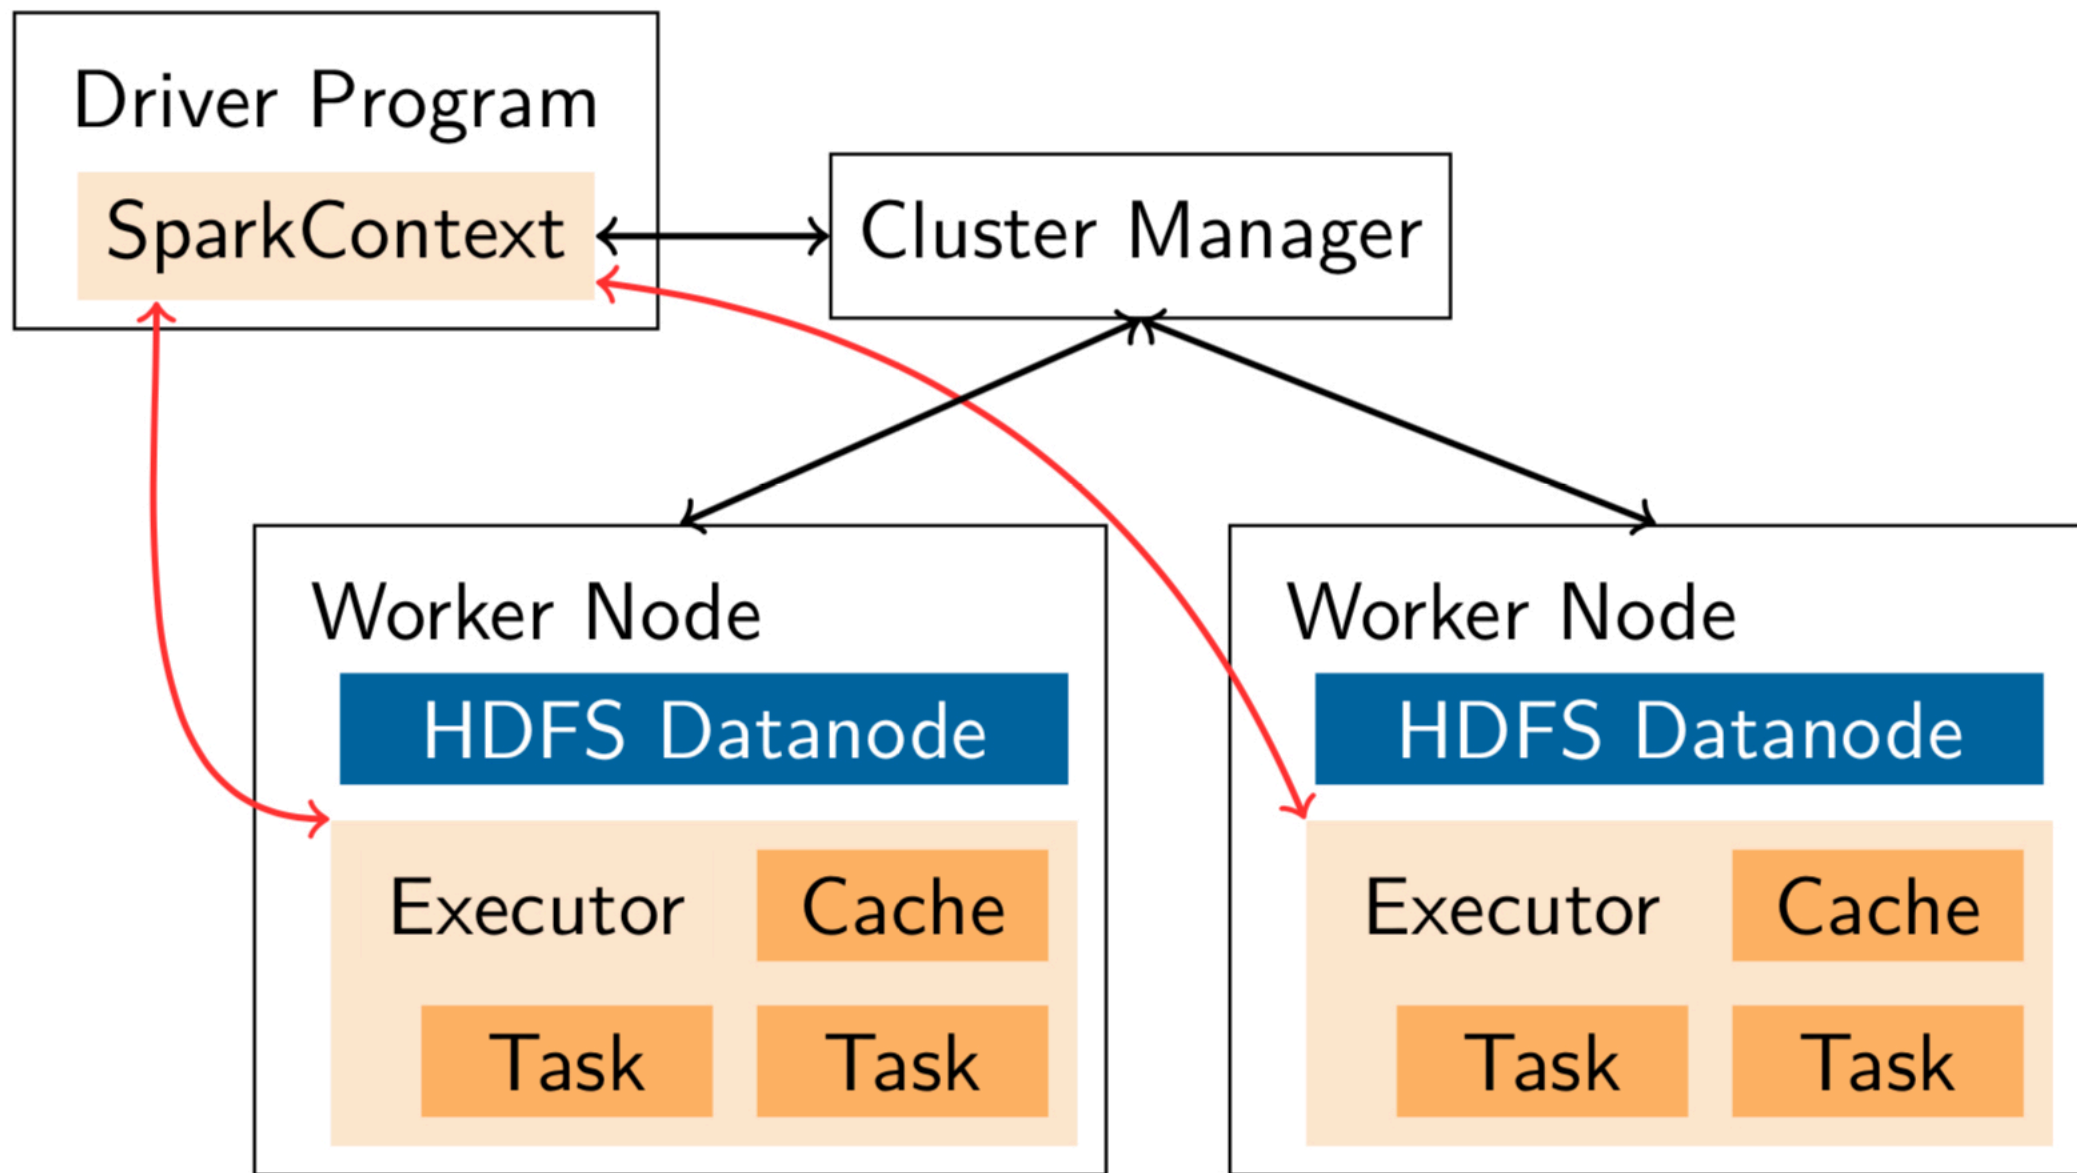 Driver Program
SparkContext
Cluster Manager
Worker Node
HDFS Datanode
Executor
Cache
Task
Task
Worker Node
HDFS Datanode
Executor
Cache
Task
Task